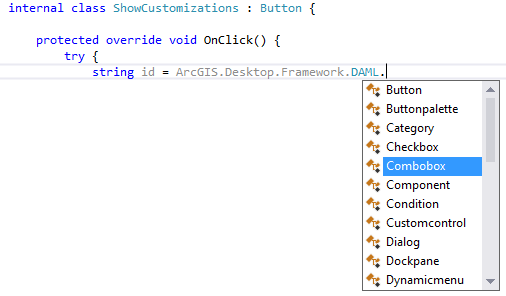 internal class ShowCustomizations : Button {
protected override void OnClick() {
try {
string id = ArcGIS.Desktop.Framework.DAML.
Button
Buttonpalette
Category
Checkbox
Combobox
Component
Condition
Customcontrol
Dialog
Dockpane
Dynamicmenu